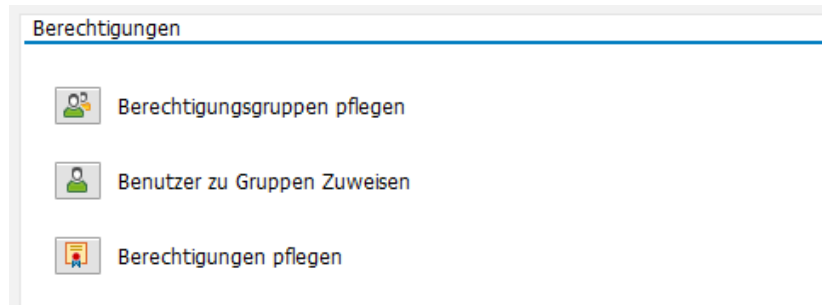 Berechtigungen
Berechtigungsgruppen pflegen
Benutzer zu Gruppen Zuweisen
Berechtigungen pflegen